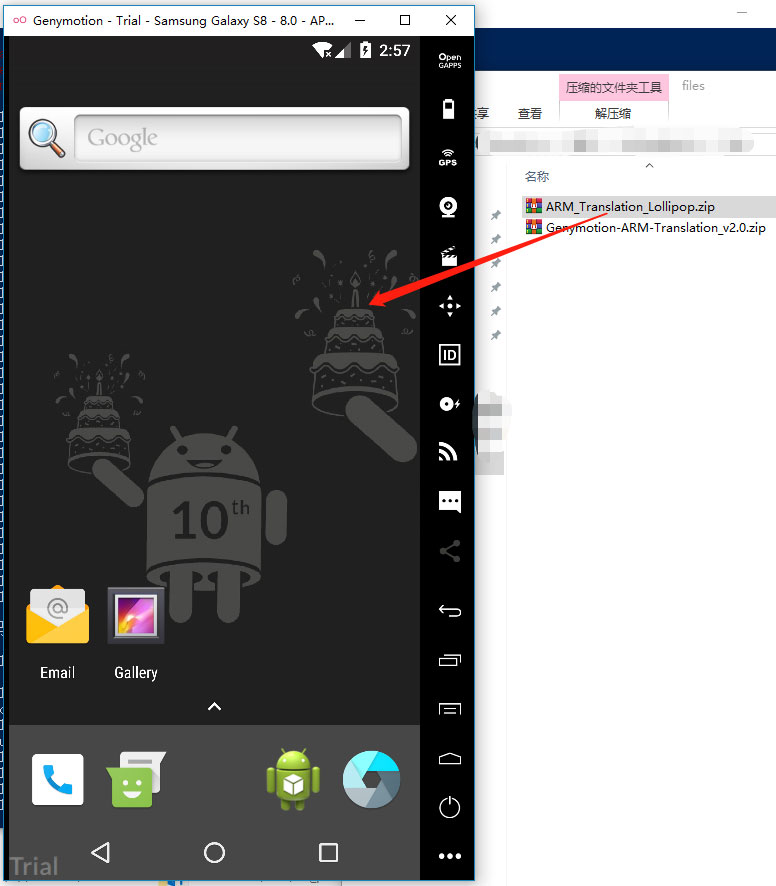 Genymotion - Trial - Samsung Galaxy S8 - 8.0 - AP...
2:57
Open
GAPPS
Google
GPS
ID
10th
Email
Gallery
Trial
压缩的文件夹工具
files
享
查看
解压缩
名称
ARM_Translation_Lollipop.zip
Genymotion-ARM-Translation_v2.0.zip